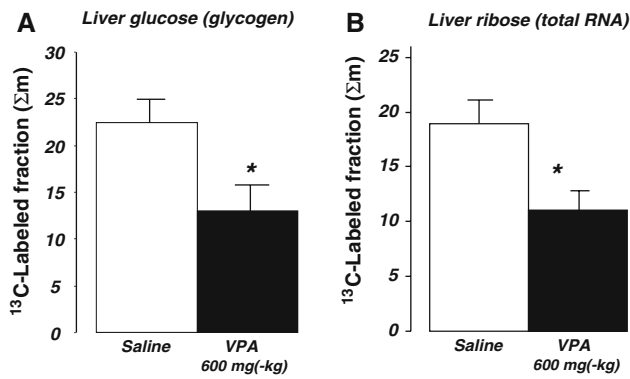 A
Liver glucose (glycogen)
¹³C-Labeled fraction (Σm)
30
25
20
15
10
5
0
*
Saline
VPA
600 mg(-kg)
B
Liver ribose (total RNA)
¹³C-Labeled fraction (Σm)
25
20
15
10
5
0
*
Saline
VPA
600 mg(-kg)